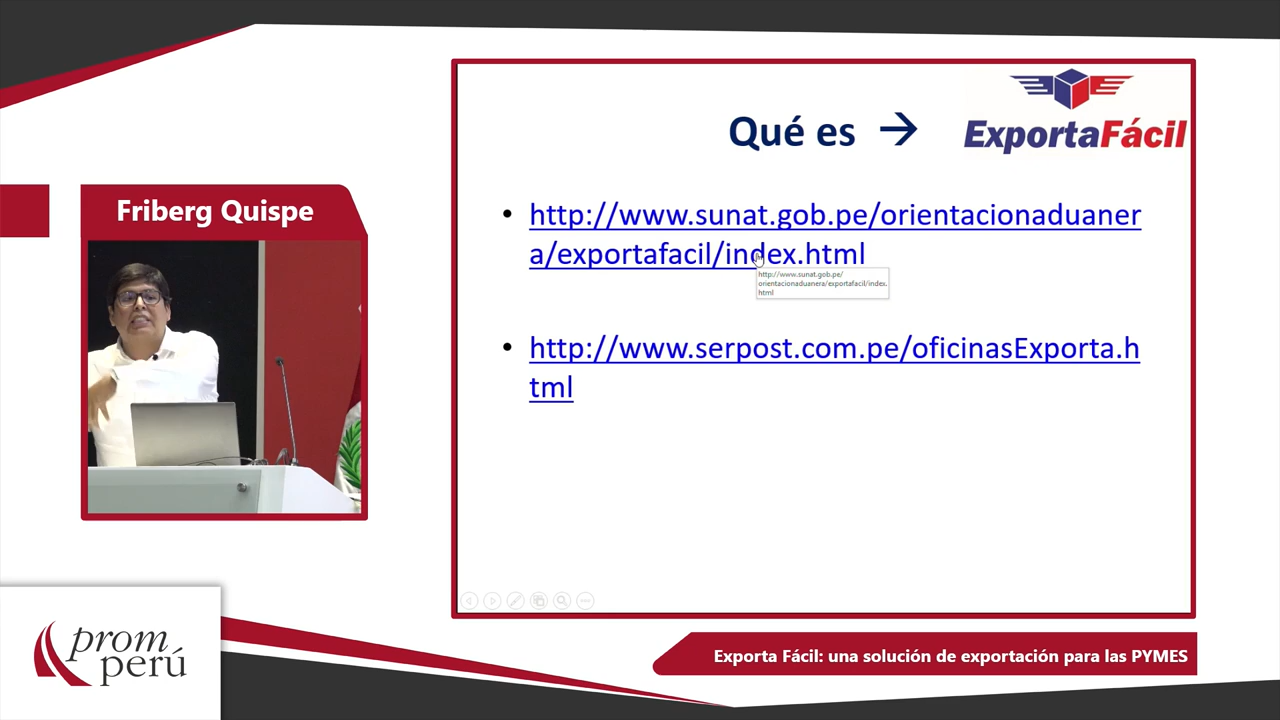 Qué es →
ExportaFácil
Friberg Quispe
• http://www.sunat.gob.pe/orientacionaduaner
a/exportafacil/index.html
http://www.sunat.gob.pe/
orientacionaduanera/exportafacil/index.
html
• http://www.serpost.com.pe/oficinasExporta.h
tml
prom
perú
Exporta Fácil: una solución de exportación para las PYMES